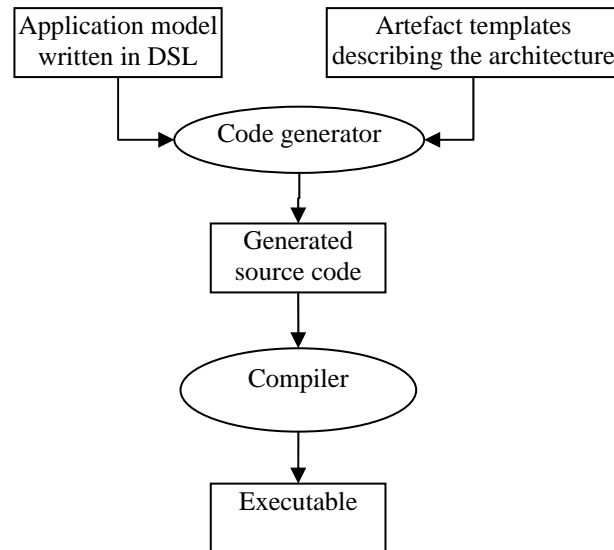 Application model
written in DSL
Artefact templates
describing the architecture
Code generator
Generated
source code
Compiler
Executable